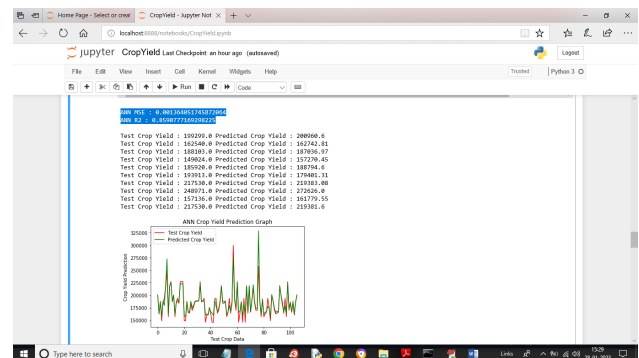 Home Page - Select or creat
CropYield - Jupyter Not
localhost:8888/notebooks/CropYield.ipynb
jupyter CropYield Last Checkpoint: an hour ago (autosaved)
Logout
File Edit View Insert Cell Kernel Widgets Help
Trusted
Python 3
Run
Code
ANN MSE : 0.001364051745872064
ANN R2 : 0.8590777169298225
Test Crop Yield : 199299.0 Predicted Crop Yield : 200960.6
Test Crop Yield : 162540.0 Predicted Crop Yield : 162742.81
Test Crop Yield : 188103.0 Predicted Crop Yield : 187036.97
Test Crop Yield : 149024.0 Predicted Crop Yield : 157270.45
Test Crop Yield : 185920.0 Predicted Crop Yield : 188794.6
Test Crop Yield : 193913.0 Predicted Crop Yield : 179401.31
Test Crop Yield : 217530.0 Predicted Crop Yield : 219383.08
Test Crop Yield : 248971.0 Predicted Crop Yield : 272626.0
Test Crop Yield : 157136.0 Predicted Crop Yield : 161779.55
Test Crop Yield : 217530.0 Predicted Crop Yield : 219381.6
ANN Crop Yield Prediction Graph
Test Crop Yield
Predicted Crop Yield
Crop Yield Prediction
325000
300000
275000
250000
225000
200000
175000
150000
0 20 40 60 80 100
Test Crop Data
Type here to search
Links
15:29